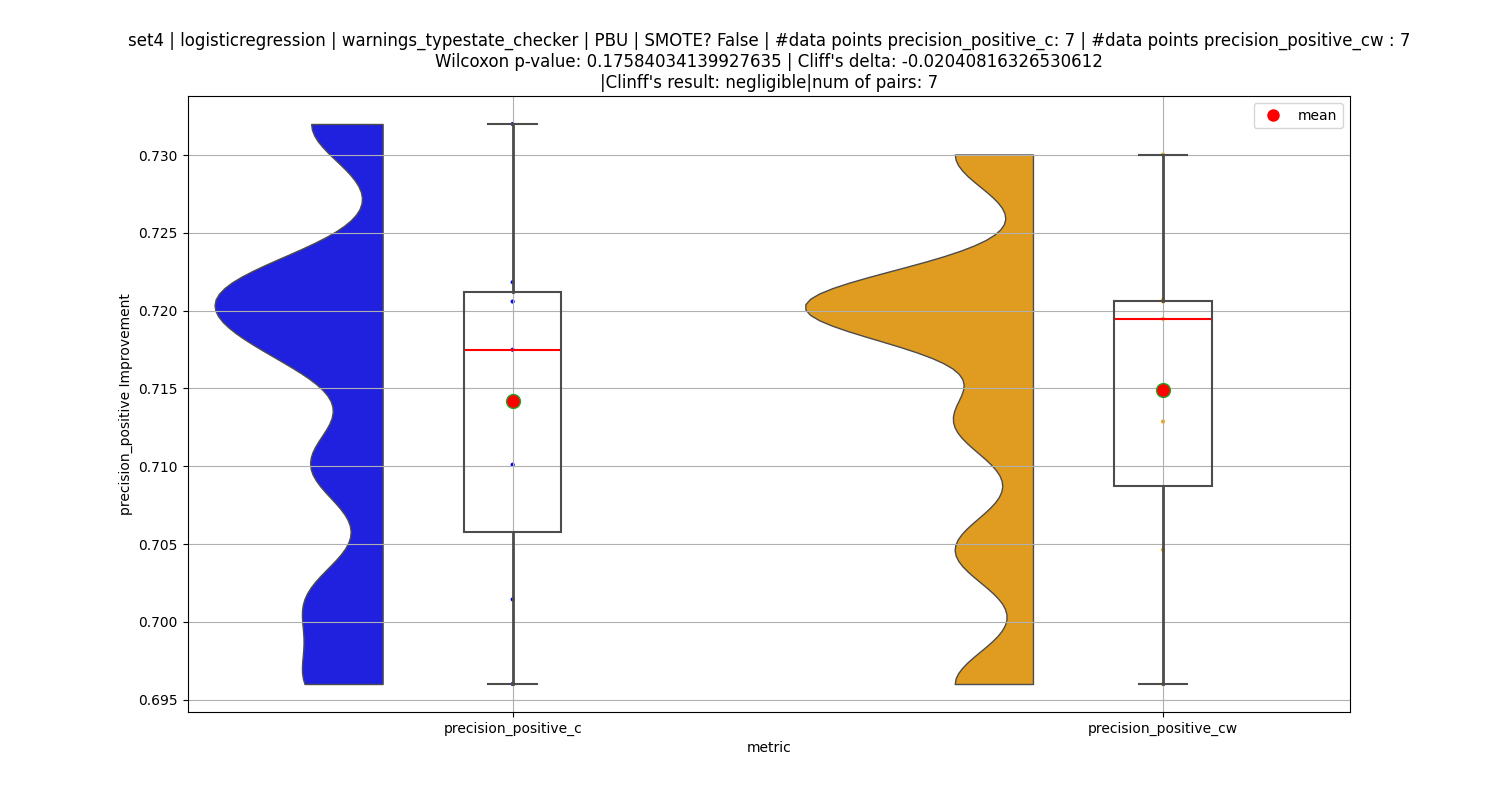 set4 | logisticregression | warnings_typestate_checker | PBU | SMOTE? False | #data points precision_positive_c: 7 | #data points precision_positive_cw : 7
Wilcoxon p-value: 0.17584034139927635 | Cliff's delta: -0.02040816326530612
|Clinff's result: negligible|num of pairs: 7
mean
0.730
0.725
0.720
0.715
0.710
0.705
0.700
0.695
precision_positive Improvement
precision_positive_c
precision_positive_cw
metric